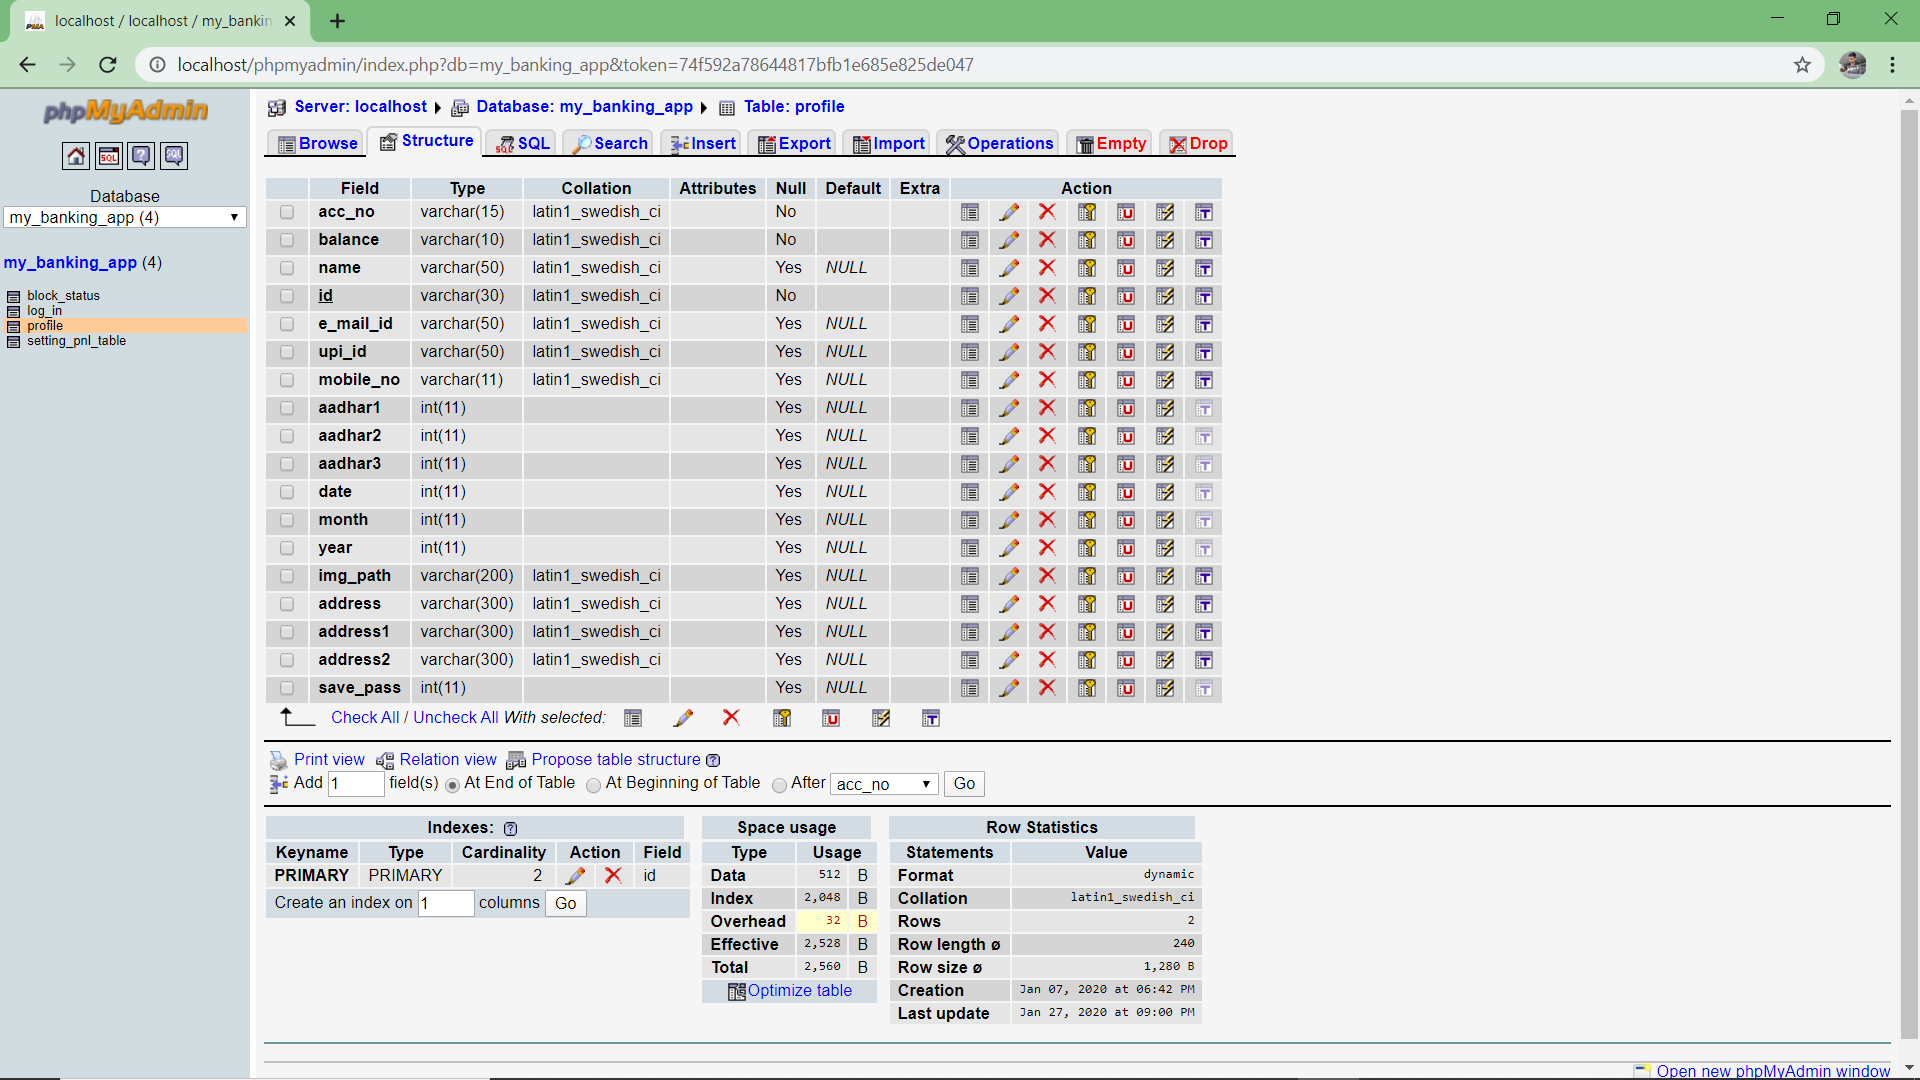 localhost / localhost / my_bankin
localhost/phpmyadmin/index.php?db=my_banking_app&token=74f592a78644817bfb1e685e825de047
phpMyAdmin
SQL ? SQL
Database
my_banking_app (4)
my_banking_app (4)
block_status
log_in
profile
setting_pnl_table
Server: localhost Database: my_banking_app Table: profile
Browse Structure SQL Search Insert Export Import Operations Empty Drop
Field Type Collation Attributes Null Default Extra Action
acc_no varchar(15) latin1_swedish_ci No
balance varchar(10) latin1_swedish_ci No
name varchar(50) latin1_swedish_ci Yes NULL
id varchar(30) latin1_swedish_ci No
e_mail_id varchar(50) latin1_swedish_ci Yes NULL
upi_id varchar(50) latin1_swedish_ci Yes NULL
mobile_no varchar(11) latin1_swedish_ci Yes NULL
aadhar1 int(11) Yes NULL
aadhar2 int(11) Yes NULL
aadhar3 int(11) Yes NULL
date int(11) Yes NULL
month int(11) Yes NULL
year int(11) Yes NULL
img_path varchar(200) latin1_swedish_ci Yes NULL
address varchar(300) latin1_swedish_ci Yes NULL
address1 varchar(300) latin1_swedish_ci Yes NULL
address2 varchar(300) latin1_swedish_ci Yes NULL
save_pass int(11) Yes NULL
Check All / Uncheck All With selected:
Print view Relation view Propose table structure ?
Add 1 field(s) At End of Table At Beginning of Table After acc_no Go
Indexes: ?
Keyname Type Cardinality Action Field
PRIMARY PRIMARY 2 id
Create an index on 1 columns Go
Space usage
Type Usage
Data 512 B
Index 2,048 B
Overhead 32 B
Effective 2,528 B
Total 2,560 B
Optimize table
Row Statistics
Statements Value
Format dynamic
Collation latin1_swedish_ci
Rows 2
Row length ø 240
Row size ø 1,280 B
Creation Jan 07, 2020 at 06:42 PM
Last update Jan 27, 2020 at 09:00 PM
Open new phpMyAdmin window